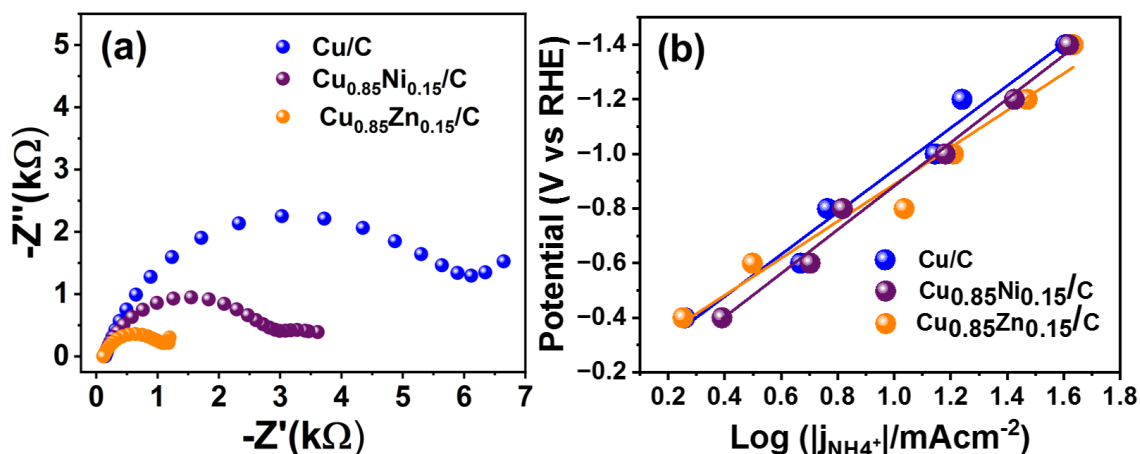 (a)
Cu/C
Cu0.85Ni0.15/C
Cu0.85Zn0.15/C
5
4
3
2
1
0
-Z''(kΩ)
0 1 2 3 4 5 6 7
-Z'(kΩ)
(b)
−1.4
−1.2
−1.0
−0.8
−0.6
−0.4
−0.2
Potential (V vs RHE)
Cu/C
Cu0.85Ni0.15/C
Cu0.85Zn0.15/C
0.2 0.4 0.6 0.8 1.0 1.2 1.4 1.6 1.8
Log (|jNH4+|/mAcm-2)